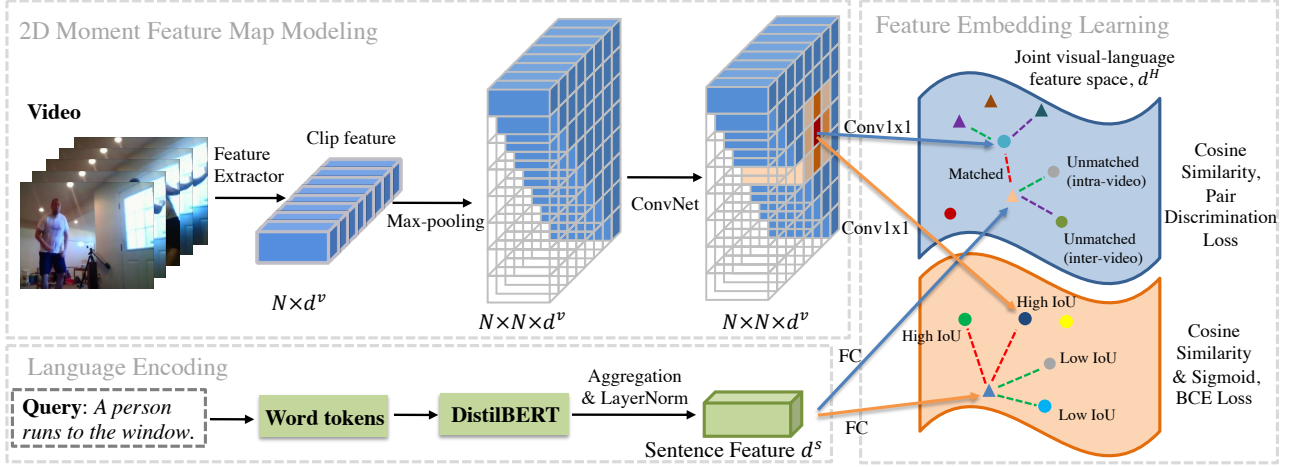 2D Moment Feature Map Modeling
Video
Feature
Extractor
Clip feature
N×d^v
Max-pooling
N×N×d^v
ConvNet
N×N×d^v
Conv1x1
Conv1x1
Language Encoding
Query: A person
runs to the window.
Word tokens
DistilBERT
Aggregation
& LayerNorm
Sentence Feature d^s
FC
FC
Feature Embedding Learning
Joint visual-language
feature space, d^H
Matched
Unmatched
(intra-video)
Unmatched
(inter-video)
Cosine
Similarity,
Pair
Discrimination
Loss
High IoU
High IoU
Low IoU
Low IoU
Cosine
Similarity
& Sigmoid,
BCE Loss